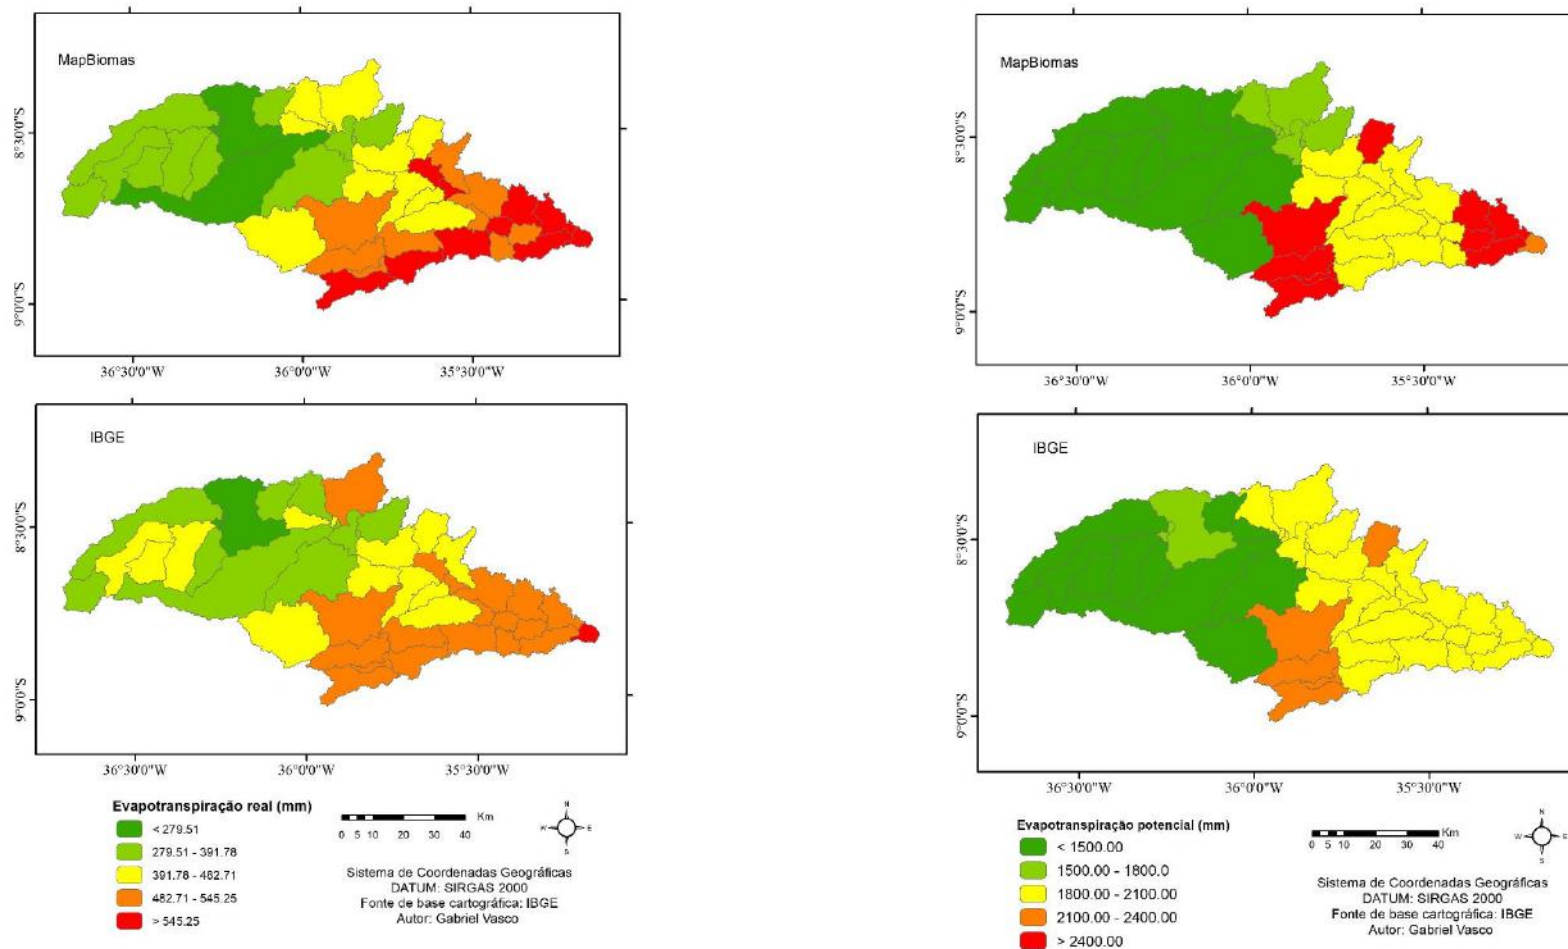 MapBiomas
8°30'0"S
9°0'0"S
36°30'0"W 36°0'0"W 35°30'0"W
IBGE
8°30'0"S
9°0'0"S
36°30'0"W 36°0'0"W 35°30'0"W
Evapotranspiração real (mm)
< 279.51
279.51 - 391.78
391.78 - 482.71
482.71 - 545.25
> 545.25
0 5 10 20 30 40 Km
N
W E
S
Sistema de Coordenadas Geográficas
DATUM: SIRGAS 2000
Fonte de base cartográfica: IBGE
Autor: Gabriel Vasco
MapBiomas
8°30'0"S
9°0'0"S
36°30'0"W 36°0'0"W 35°30'0"W
IBGE
8°30'0"S
9°0'0"S
36°30'0"W 36°0'0"W 35°30'0"W
Evapotranspiração potencial (mm)
< 1500.00
1500.00 - 1800.0
1800.00 - 2100.00
2100.00 - 2400.00
> 2400.00
0 5 10 20 30 40 Km
N
W E
S
Sistema de Coordenadas Geográficas
DATUM: SIRGAS 2000
Fonte de base cartográfica: IBGE
Autor: Gabriel Vasco